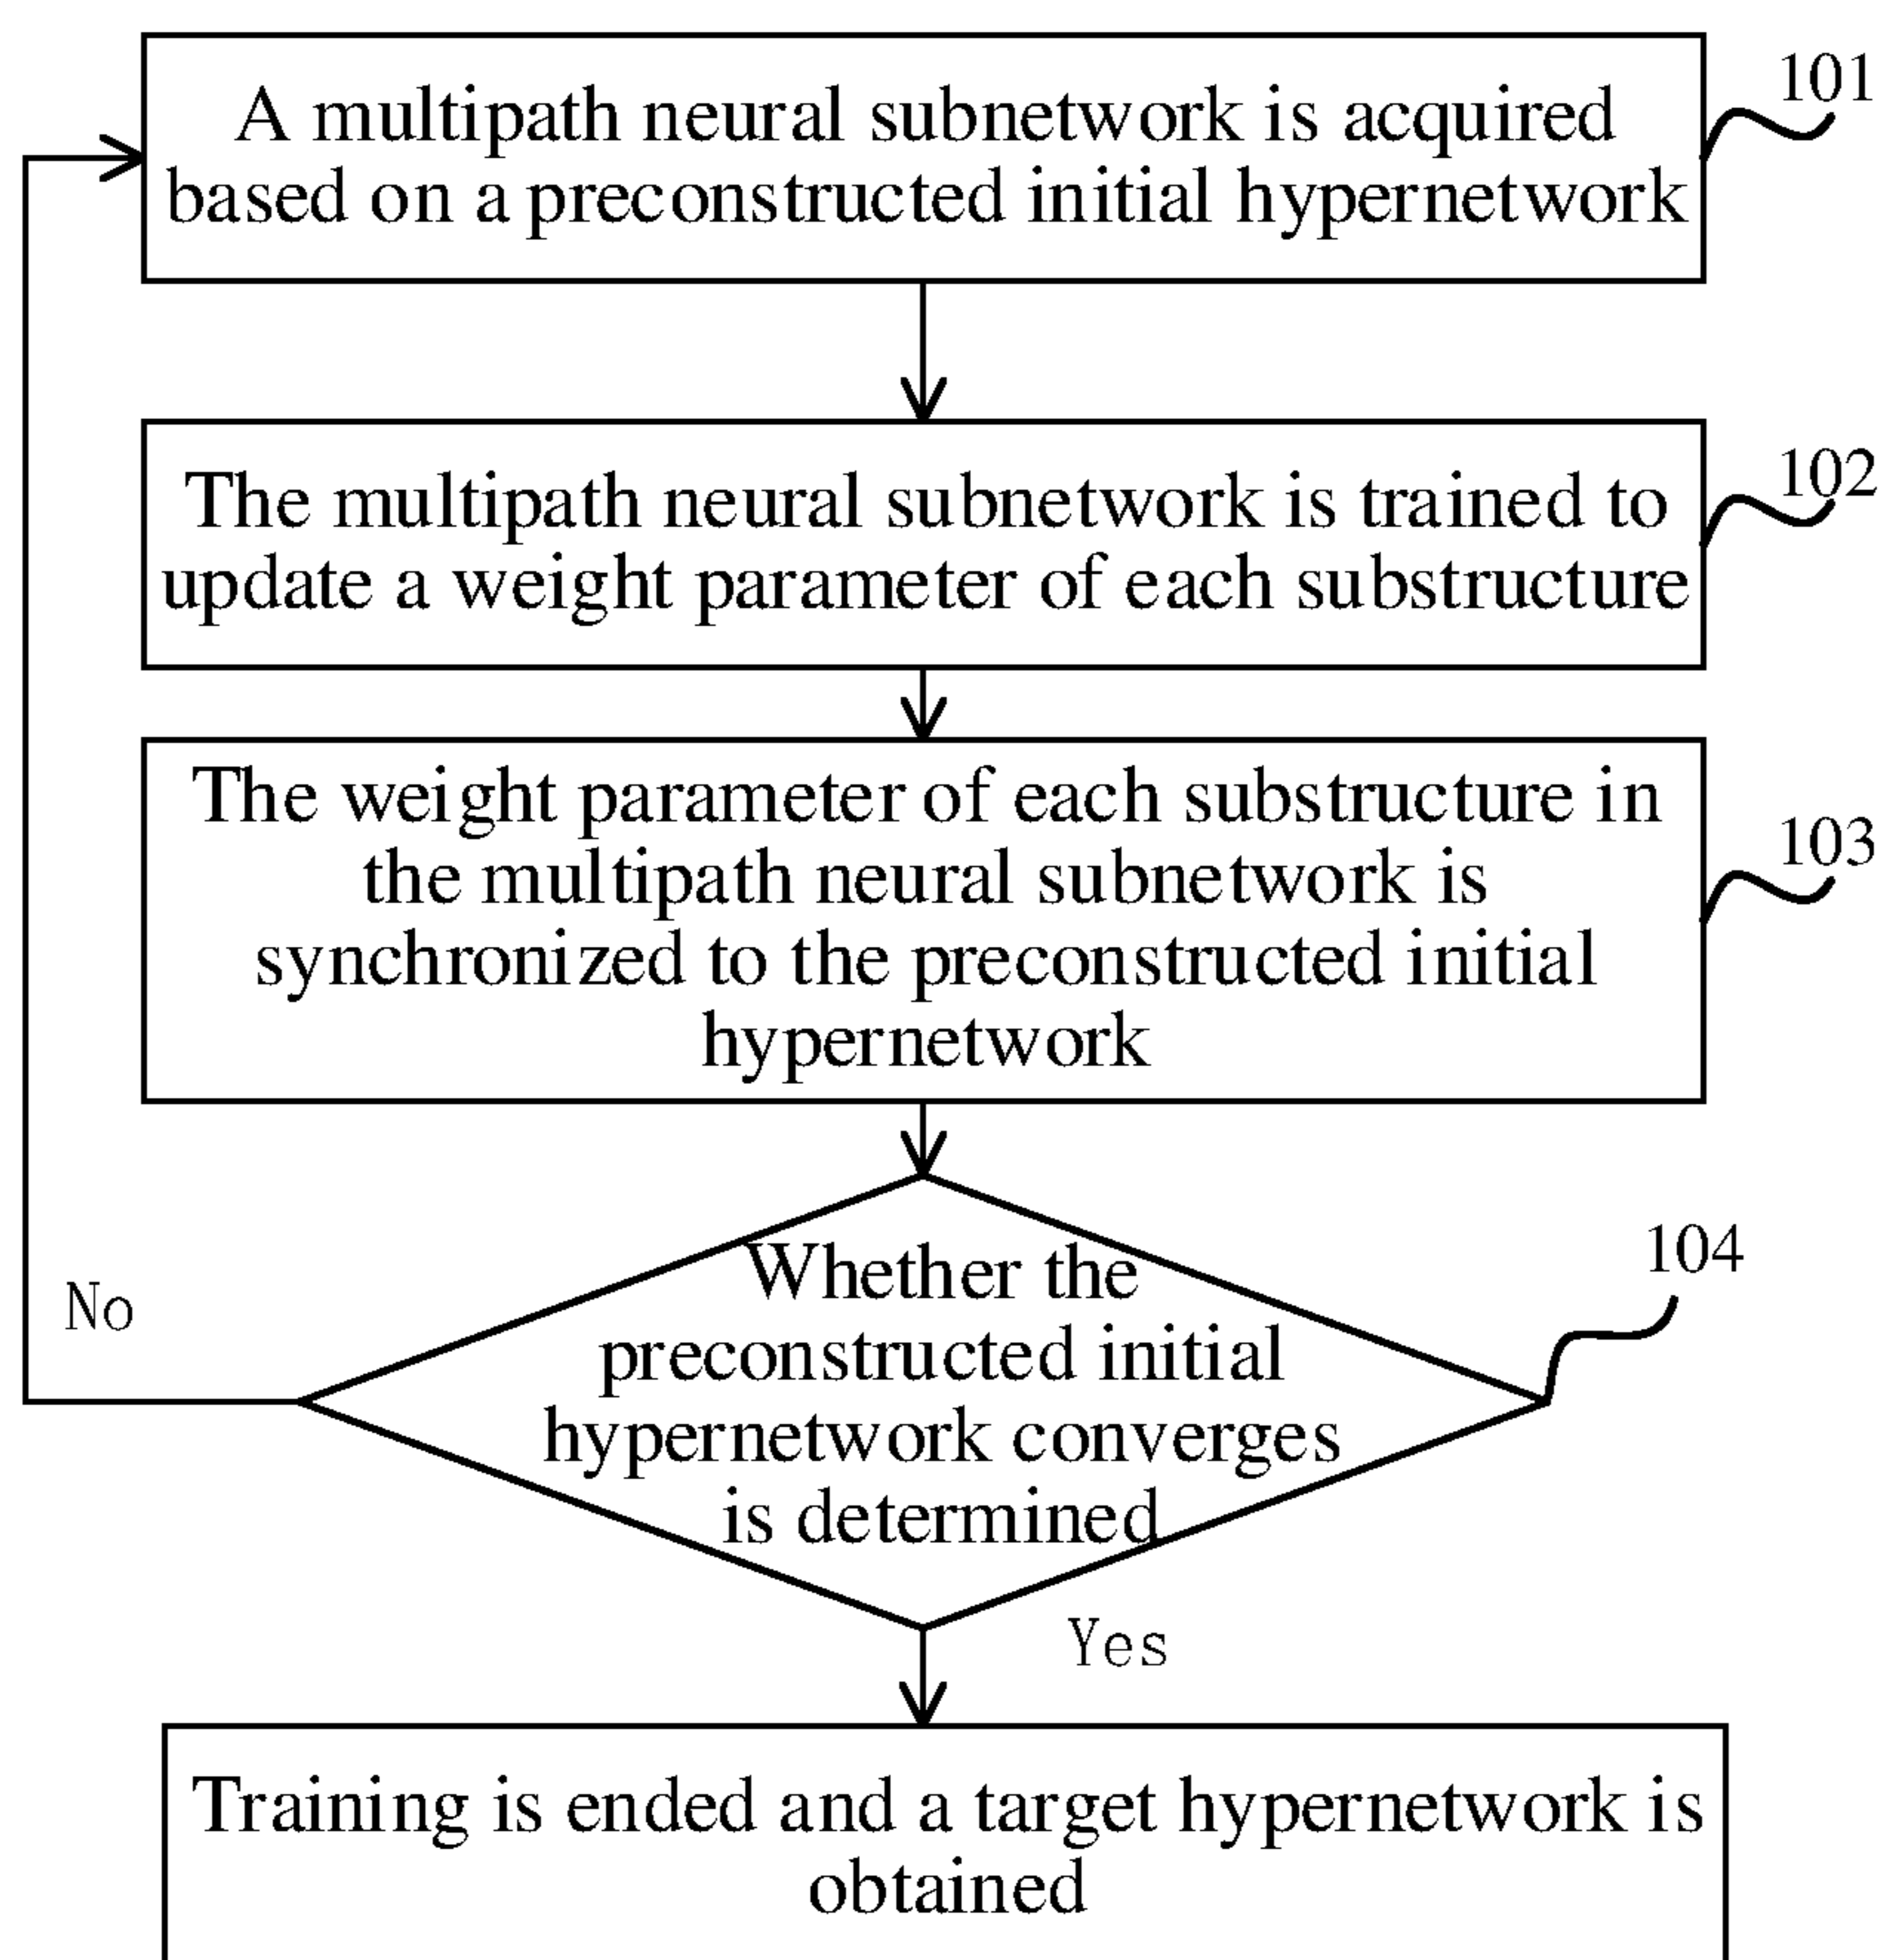 A multipath neural subnetwork is acquired
based on a preconstructed initial hypernetwork
101
The multipath neural subnetwork is trained to
update a weight parameter of each substructure
102
The weight parameter of each substructure in
the multipath neural subnetwork is
synchronized to the preconstructed initial
hypernetwork
103
Whether the
preconstructed initial
hypernetwork converges
is determined
104
No
Yes
Training is ended and a target hypernetwork is
obtained